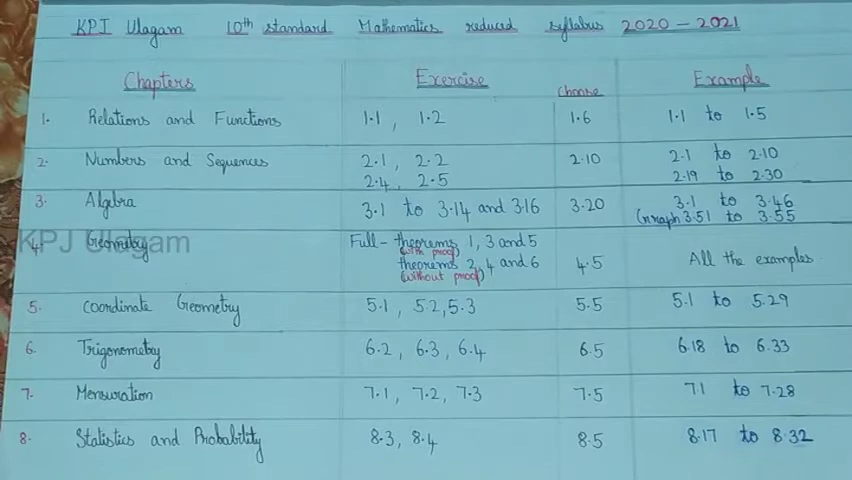 KPJ Ulagam 10th standard Mathematics reduced syllabus 2020 - 2021
Chapters Exercise Choose Example
1. Relations and Functions 1.1, 1.2 1.6 1.1 to 1.5
2. Numbers and Sequences 2.1, 2.2 2.10 2.1 to 2.10
2.4, 2.5 2.19 to 2.30
3. Algebra 3.1 to 3.14 and 3.16 3.20 3.1 to 3.46
Graph 3.51 to 3.55
4. Geometry Full - theorems 1, 3 and 5
(with proof)
theorems 2, 4 and 6 4.5 All the examples
(without proof)
KPJ Ulagam
5. Coordinate Geometry 5.1, 5.2, 5.3 5.5 5.1 to 5.29
6. Trigonometry 6.2, 6.3, 6.4 6.5 6.18 to 6.33
7. Mensuration 7.1, 7.2, 7.3 7.5 7.1 to 7.28
8. Statistics and Probability 8.3, 8.4 8.5 8.17 to 8.32